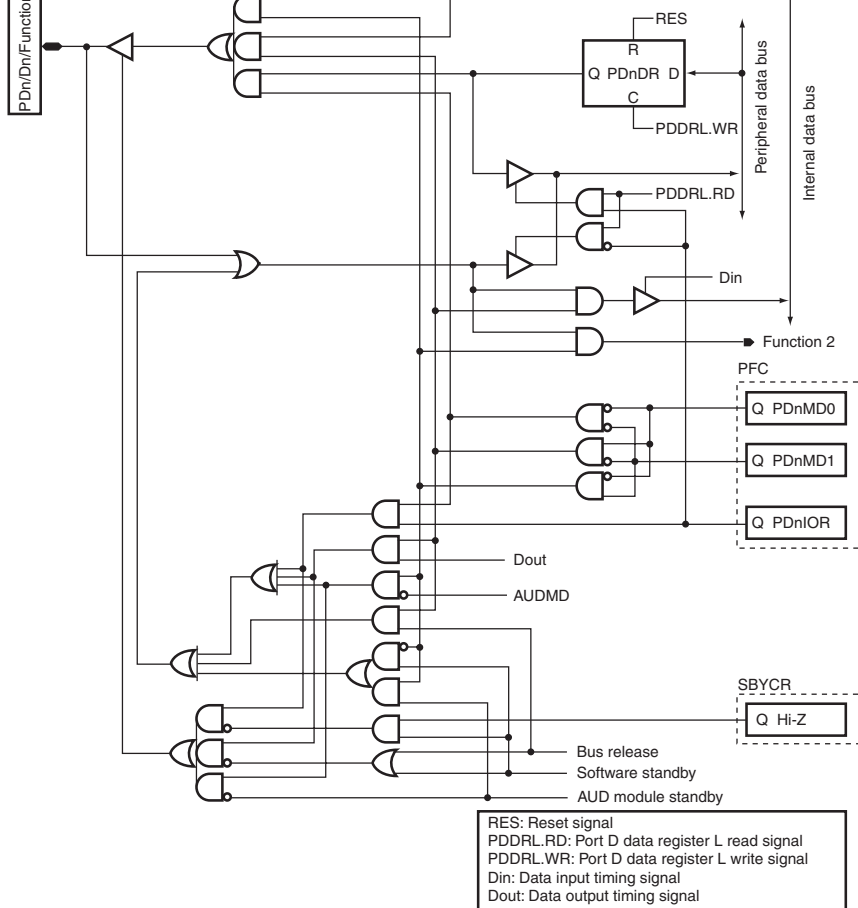 PDn/Dn/Function
RES
R
Q PDnDR D
C
PDDRL.WR
Peripheral data bus
Internal data bus
PDDRL.RD
Din
Function 2
PFC
Q PDnMD0
Q PDnMD1
Q PDnIOR
Dout
AUDMD
SBYCR
Q Hi-Z
Bus release
Software standby
AUD module standby
RES: Reset signal
PDDRL.RD: Port D data register L read signal
PDDRL.WR: Port D data register L write signal
Din: Data input timing signal
Dout: Data output timing signal